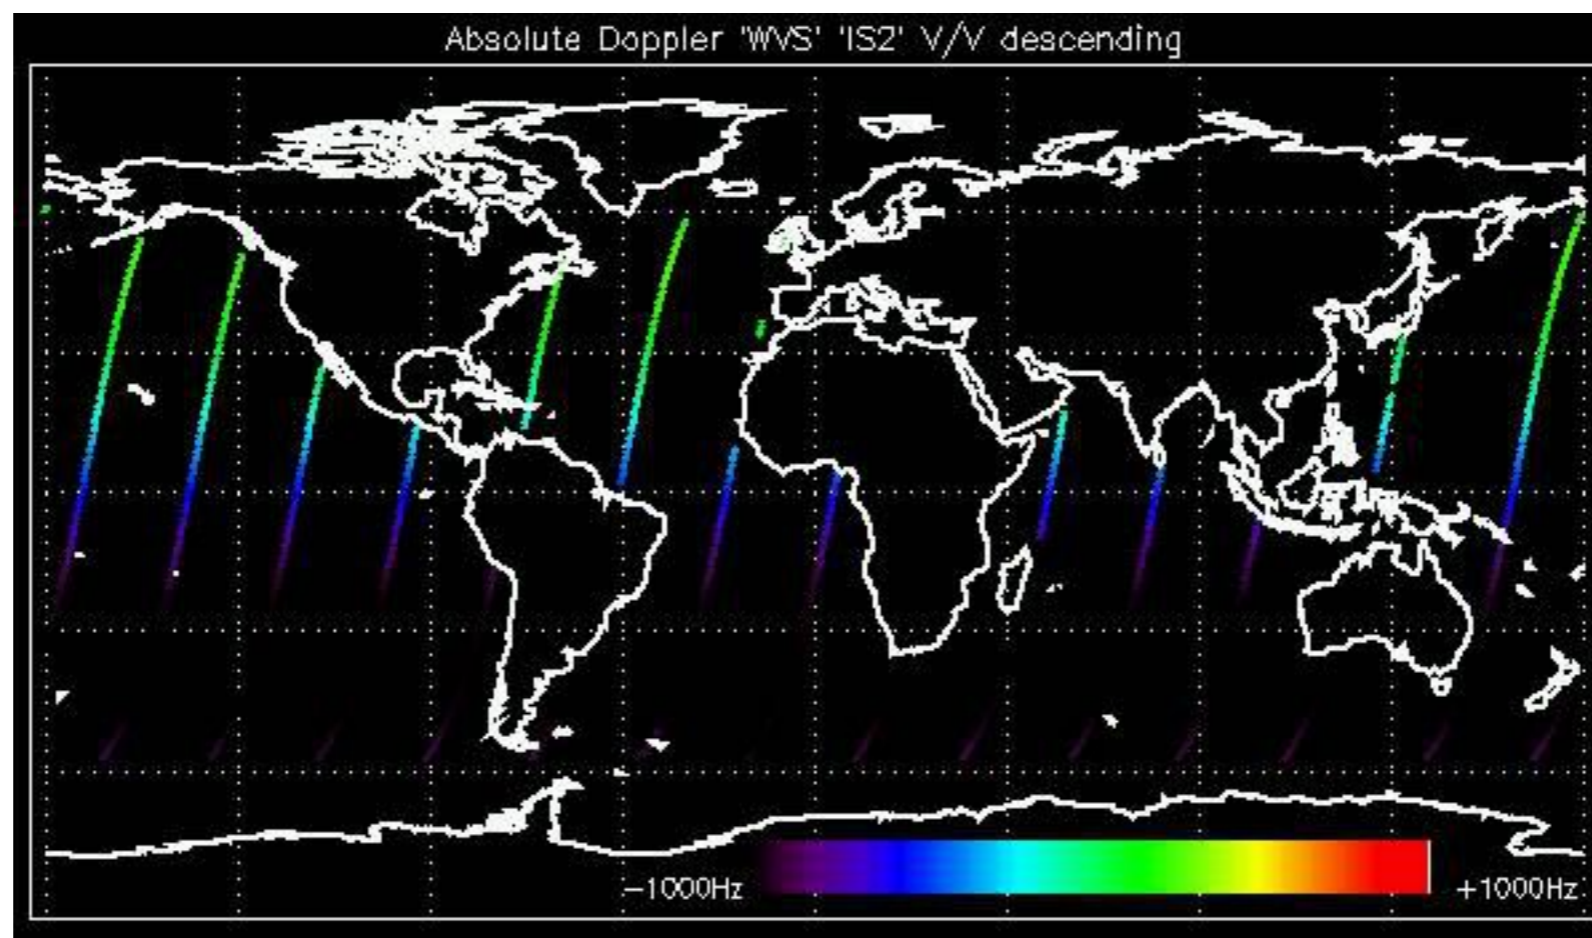 Absolute Doppler 'WVS' 'IS2' V/V descending
−1000Hz
+1000Hz